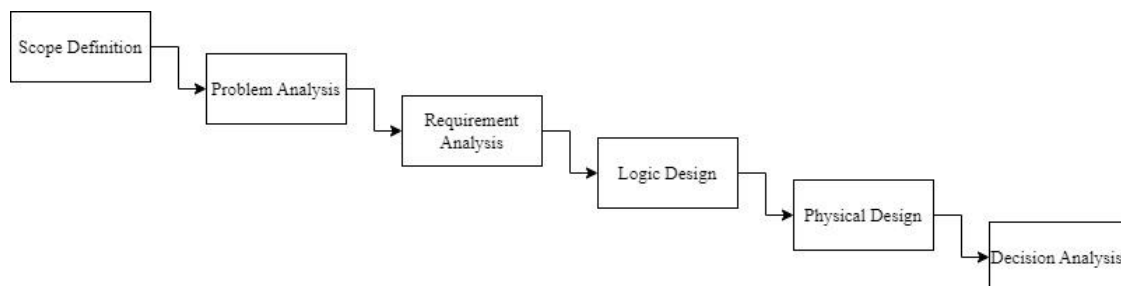 Scope Definition
Problem Analysis
Requirement
Analysis
Logic Design
Physical Design
Decision Analysis